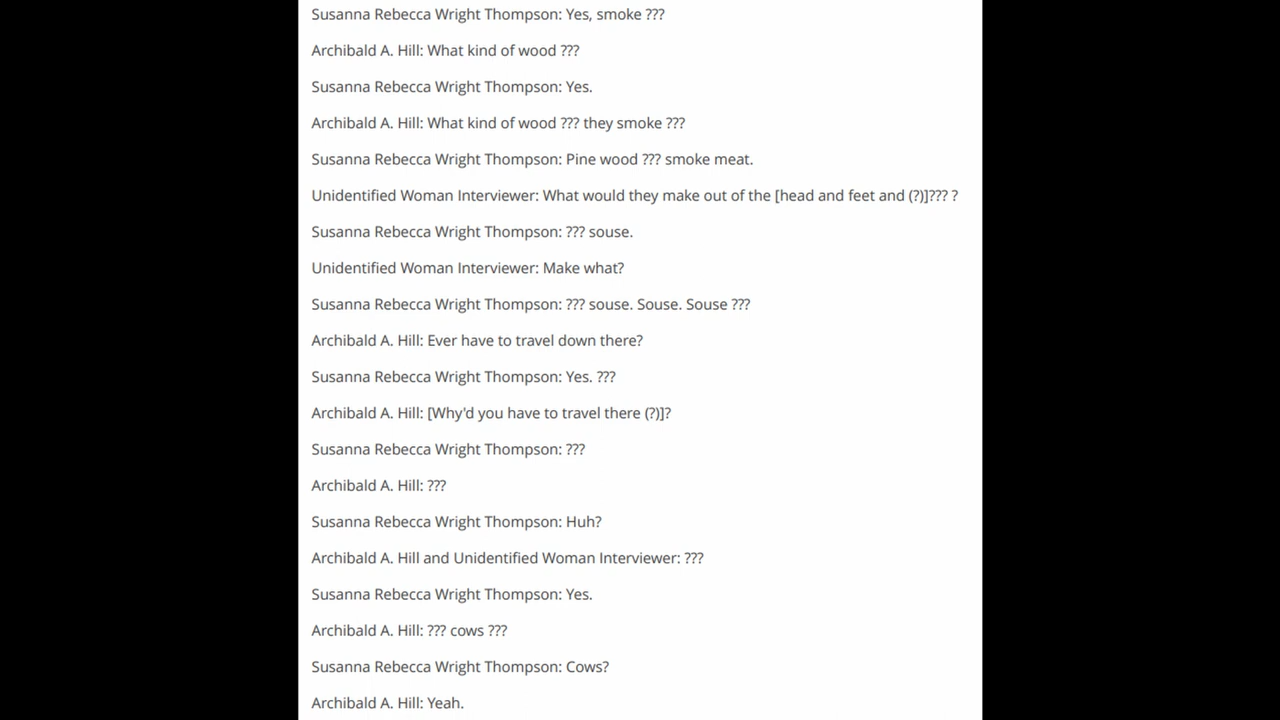 Susanna Rebecca Wright Thompson: Yes, smoke ???
Archibald A. Hill: What kind of wood ???
Susanna Rebecca Wright Thompson: Yes.
Archibald A. Hill: What kind of wood ??? they smoke ???
Susanna Rebecca Wright Thompson: Pine wood ??? smoke meat.
Unidentified Woman Interviewer: What would they make out of the [head and feet and (?)]??? ?
Susanna Rebecca Wright Thompson: ??? souse.
Unidentified Woman Interviewer: Make what?
Susanna Rebecca Wright Thompson: ??? souse. Souse. Souse ???
Archibald A. Hill: Ever have to travel down there?
Susanna Rebecca Wright Thompson: Yes. ???
Archibald A. Hill: [Why'd you have to travel there (?)]?
Susanna Rebecca Wright Thompson: ???
Archibald A. Hill: ???
Susanna Rebecca Wright Thompson: Huh?
Archibald A. Hill and Unidentified Woman Interviewer: ???
Susanna Rebecca Wright Thompson: Yes.
Archibald A. Hill: ??? cows ???
Susanna Rebecca Wright Thompson: Cows?
Archibald A. Hill: Yeah.